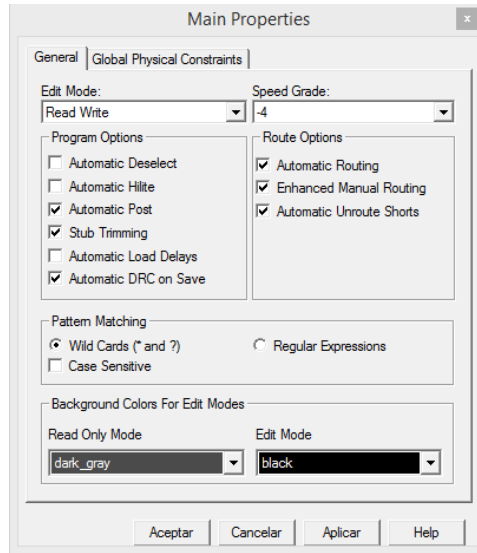 Main Properties
x
General Global Physical Constraints
Edit Mode: Speed Grade:
Read Write -4
Program Options Route Options
Automatic Deselect Automatic Routing
Automatic Hilite Enhanced Manual Routing
Automatic Post Automatic Unroute Shorts
Stub Trimming
Automatic Load Delays
Automatic DRC on Save
Pattern Matching
Wild Cards (* and ?) Regular Expressions
Case Sensitive
Background Colors For Edit Modes
Read Only Mode Edit Mode
dark_gray black
Aceptar Cancelar Aplicar Help